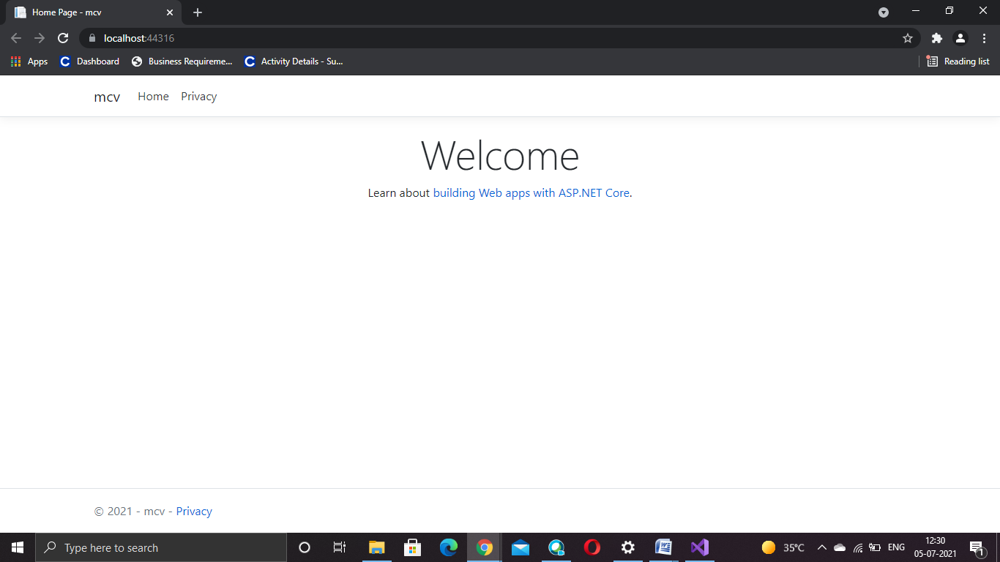 Home Page - mcv
localhost:44316
Apps Dashboard Business Requireme... Activity Details - Su... Reading list
mcv Home Privacy
Welcome
Learn about building Web apps with ASP.NET Core.
© 2021 - mcv - Privacy
Type here to search 35°C ENG 12:30
05-07-2021 1